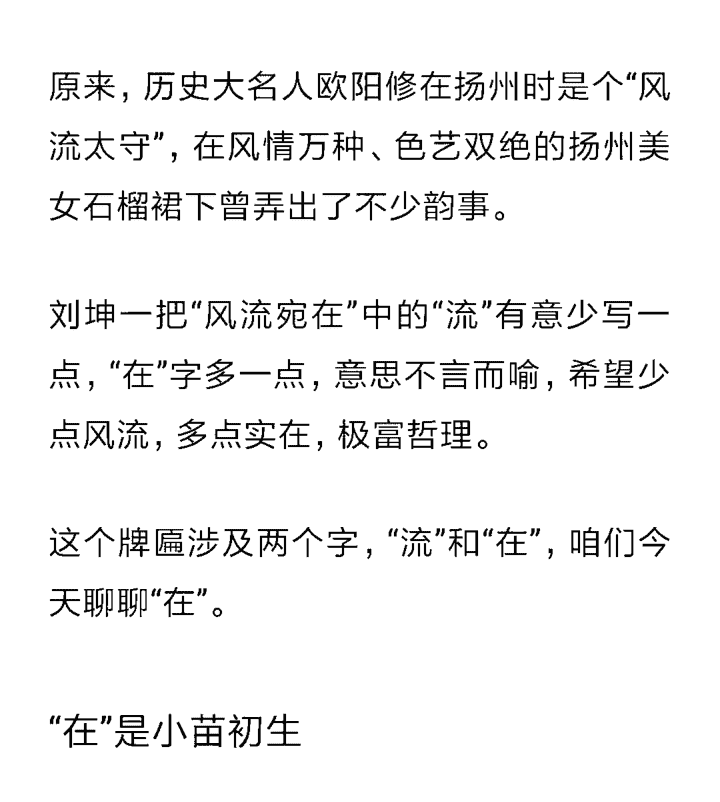 原来，历史大名人欧阳修在扬州时是个“风
流太守”，在风情万种、色艺双绝的扬州美
女石榴裙下曾弄出了不少韵事。
刘坤一把“风流宛在”中的“流”有意少写一
点，“在”字多一点，意思不言而喻，希望少
点风流，多点实在，极富哲理。
这个牌匾涉及两个字，“流”和“在”，咱们今
天聊聊“在”。
“在”是小苗初生